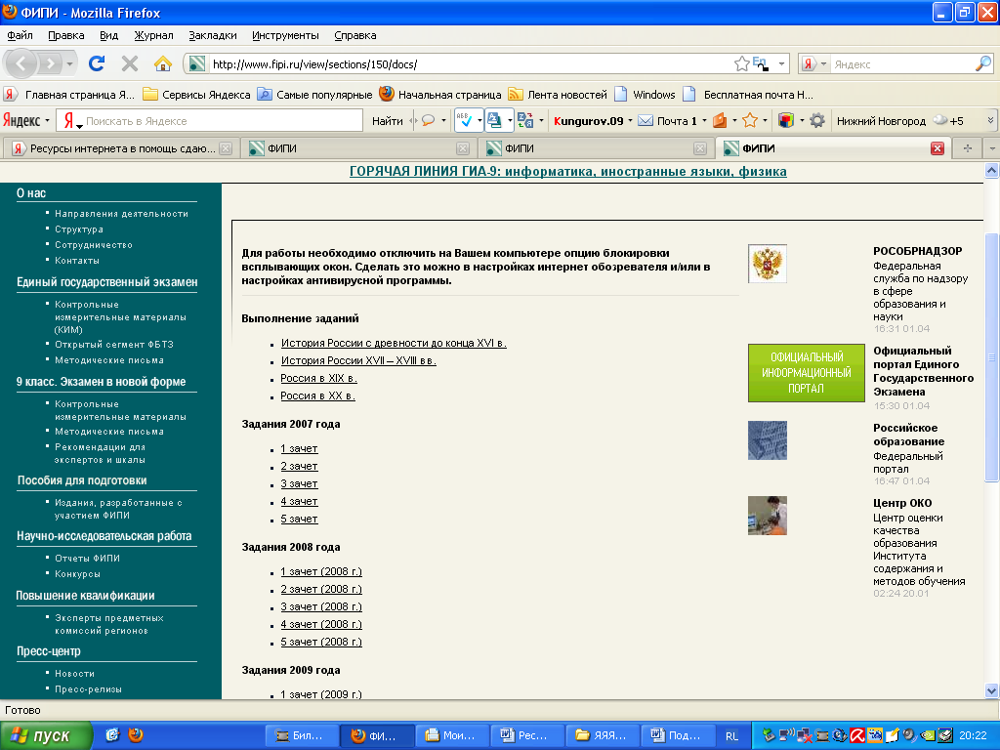 ФИПИ - Mozilla Firefox
Файл Правка Вид Журнал Закладки Инструменты Справка
http://www.fipi.ru/view/sections/150/docs/
Яндекс
Главная страница Я... Сервисы Яндекса Самые популярные Начальная страница Лента новостей Windows Бесплатная почта Н...
Яндекс Поискать в Яндексе Найти Kungurov.09 Почта 1 Нижний Новгород +5
Ресурсы интернета в помощь сдаю... ФИПИ ФИПИ ФИПИ
ГОРЯЧАЯ ЛИНИЯ ГИА-9: информатика, иностранные языки, физика
О нас
Направления деятельности
Структура
Сотрудничество
Контакты
Единый государственный экзамен
Контрольные
измерительные материалы
(КИМ)
Открытый сегмент ФБТЗ
Методические письма
9 класс. Экзамен в новой форме
Контрольные
измерительные материалы
Методические письма
Рекомендации для
экспертов и шкалы
Пособия для подготовки
Издания, разработанные с
участием ФИПИ
Научно-исследовательская работа
Отчеты ФИПИ
Конкурсы
Повышение квалификации
Эксперты предметных
комиссий регионов
Пресс-центр
Новости
Пресс-релизы
Для работы необходимо отключить на Вашем компьютере опцию блокировки
всплывающих окон. Сделать это можно в настройках интернет обозревателя и/или в
настройках антивирусной программы.
Выполнение заданий
История России с древности до конца XVI в.
История России XVII – XVIII вв.
Россия в XIX в.
Россия в XX в.
Задания 2007 года
1 зачет
2 зачет
3 зачет
4 зачет
5 зачет
Задания 2008 года
1 зачет (2008 г.)
2 зачет (2008 г.)
3 зачет (2008 г.)
4 зачет (2008 г.)
5 зачет (2008 г.)
Задания 2009 года
1 зачет (2009 г.)
РОСОБРНАДЗОР
Федеральная
служба по надзору
в сфере
образования и
науки
16:31 01.04
ОФИЦИАЛЬНЫЙ
ИНФОРМАЦИОННЫЙ
ПОРТАЛ
Официальный
портал Единого
Государственного
Экзамена
15:30 01.04
Российское
образование
Федеральный
портал
16:47 01.04
Центр ОКО
Центр оценки
качества
образования
Института
содержания и
методов обучения
02:24 20.01
Готово
пуск Бил... ФИ... Мои... Рес... ЯЯЯ... Под... RL 20:22